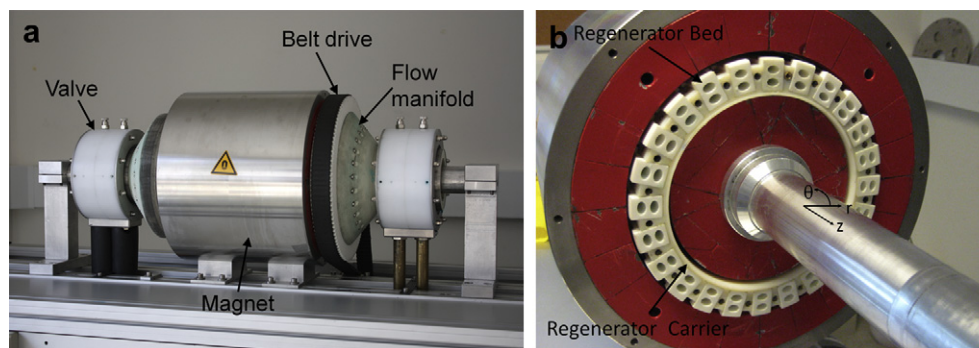 a
Belt drive
Valve
Flow
manifold
Magnet
b
Regenerator Bed
θ
r
z
Regenerator Carrier